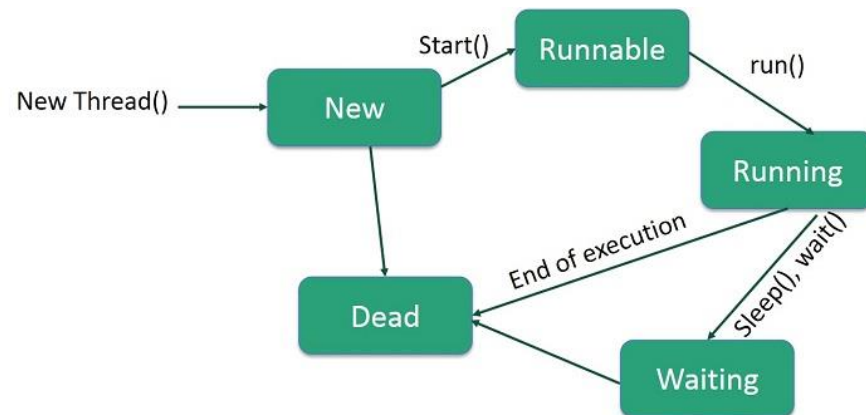 Start()
Runnable
run()
New Thread()
New
Running
End of execution
Sleep(), wait()
Dead
Waiting